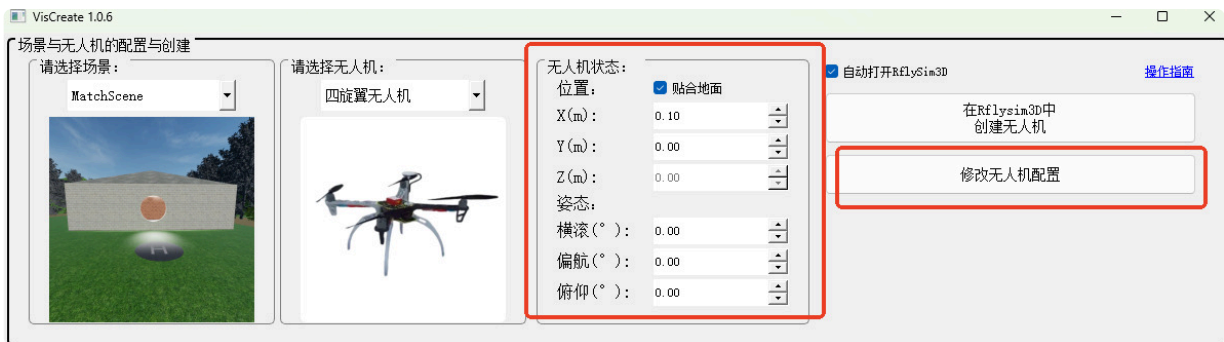 VisCreate 1.0.6
场景与无人机的配置与创建
请选择场景:
MatchScene
请选择无人机:
四旋翼无人机
无人机状态:
位置:
贴合地面
X(m):
0.10
Y(m):
0.00
Z(m):
0.00
姿态:
横滚(°):
0.00
偏航(°):
0.00
俯仰(°):
0.00
自动打开RflySim3D
操作指南
在Rflysim3D中
创建无人机
修改无人机配置
H